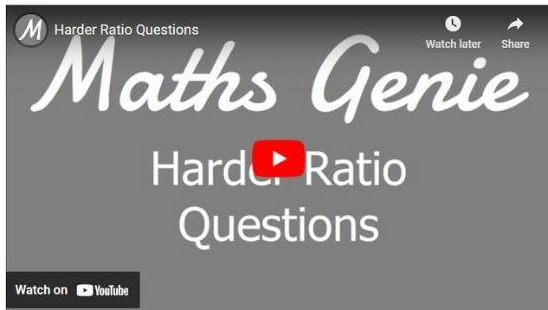 M Harder Ratio Questions
Watch later Share
Maths Genie
Harder Ratio
Questions
Watch on YouTube